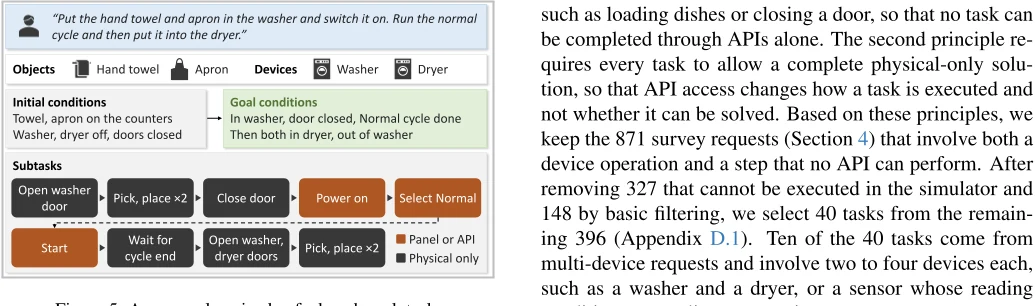 “Put the hand towel and apron in the washer and switch it on. Run the normal
cycle and then put it into the dryer.”
Objects Hand towel Apron Devices Washer Dryer
Initial conditions
Towel, apron on the counters
Washer, dryer off, doors closed
Goal conditions
In washer, door closed, Normal cycle done
Then both in dryer, out of washer
Subtasks
Open washer
door
Pick, place ×2
Close door
Power on
Select Normal
Start
Wait for
cycle end
Open washer,
dryer doors
Pick, place ×2
Panel or API
Physical only
such as loading dishes or closing a door, so that no task can
be completed through APIs alone. The second principle re-
quires every task to allow a complete physical-only solu-
tion, so that API access changes how a task is executed and
not whether it can be solved. Based on these principles, we
keep the 871 survey requests (Section 4) that involve both a
device operation and a step that no API can perform. After
removing 327 that cannot be executed in the simulator and
148 by basic filtering, we select 40 tasks from the remain-
ing 396 (Appendix D.1). Ten of the 40 tasks come from
multi-device requests and involve two to four devices each,
such as a washer and a dryer, or a sensor whose reading